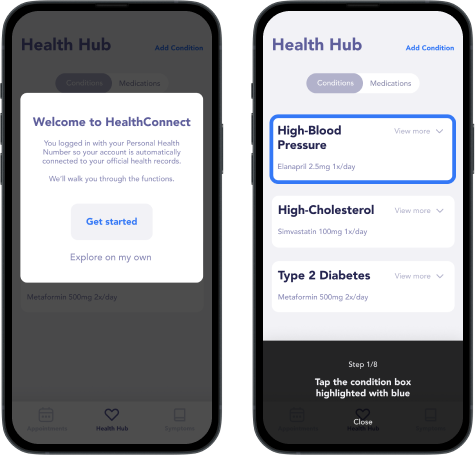 Health Hub
Add Condition
Conditions
Medications
Welcome to HealthConnect
You logged in with your Personal Health
Number so your account is automatically
connected to your official health records.
We'll walk you through the functions.
Get started
Explore on my own
Metaformin 500mg 2x/day
Appointments
Health Hub
Symptoms
Health Hub
Add Condition
Conditions
Medications
High-Blood
Pressure
View more
Elanapril 2.5mg 1x/day
High-Cholesterol
View more
Simvastatin 100mg 1x/day
Type 2 Diabetes
View more
Metaformin 500mg 2x/day
Step 1/8
Tap the condition box
highlighted with blue
Close
Health Hub